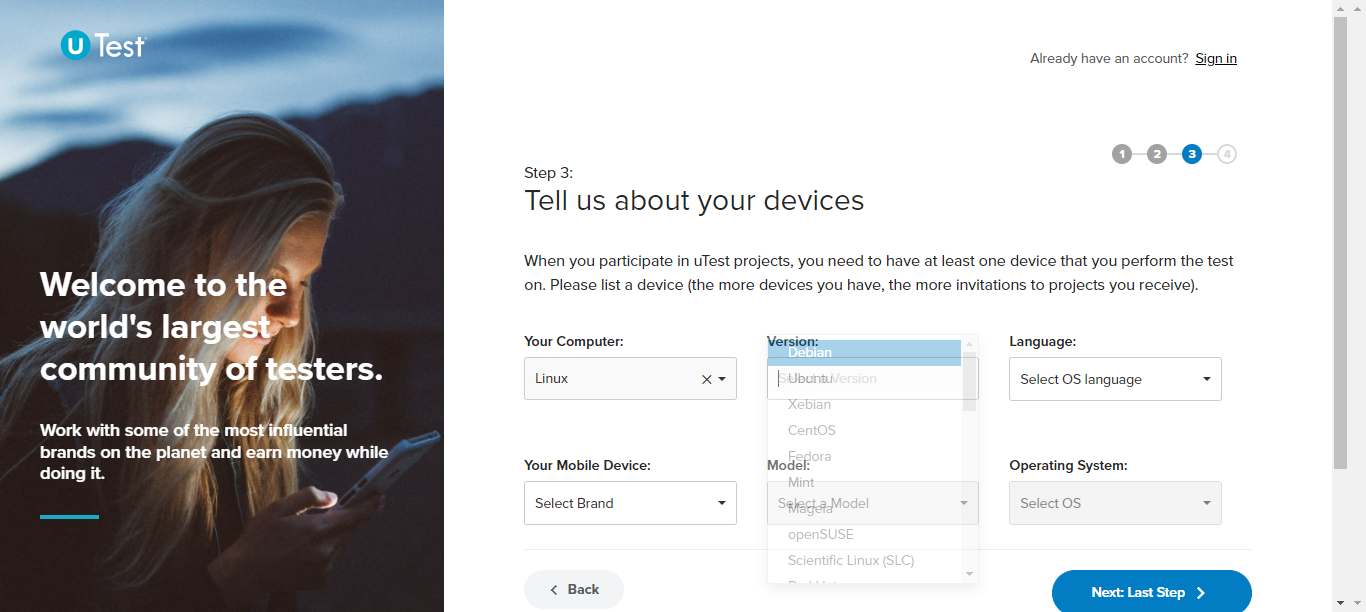 U Test
Already have an account? Sign in
1 2 3 4
Step 3:
Tell us about your devices
When you participate in uTest projects, you need to have at least one device that you perform the test
on. Please list a device (the more devices you have, the more invitations to projects you receive).
Welcome to the
world's largest
community of testers.
Work with some of the most influential
brands on the planet and earn money while
doing it.
Your Computer:
Linux
Version:
Select a Version
Debian
Ubuntu
Xebian
CentOS
Fedora
Mint
Mageia
openSUSE
Scientific Linux (SLC)
Language:
Select OS language
Your Mobile Device:
Select Brand
Model:
Select a Model
Operating System:
Select OS
Back
Next: Last Step